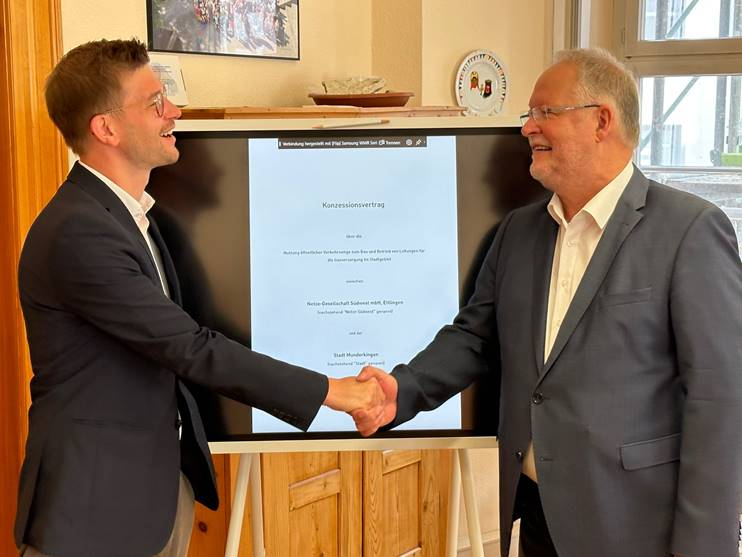 Verbindung hergestellt mit [Flip] Samsung WMR Seri Trennen
Konzessionsvertrag
über die
Nutzung öffentlicher Verkehrswege zum Bau und Betrieb von Leitungen für
die Gasversorgung im Stadtgebiet
zwischen
Netze-Gesellschaft Südwest mbH, Ettlingen
(nachstehend "Netze Südwest" genannt)
und der
Stadt Munderkingen
(nachstehend "Stadt" genannt)